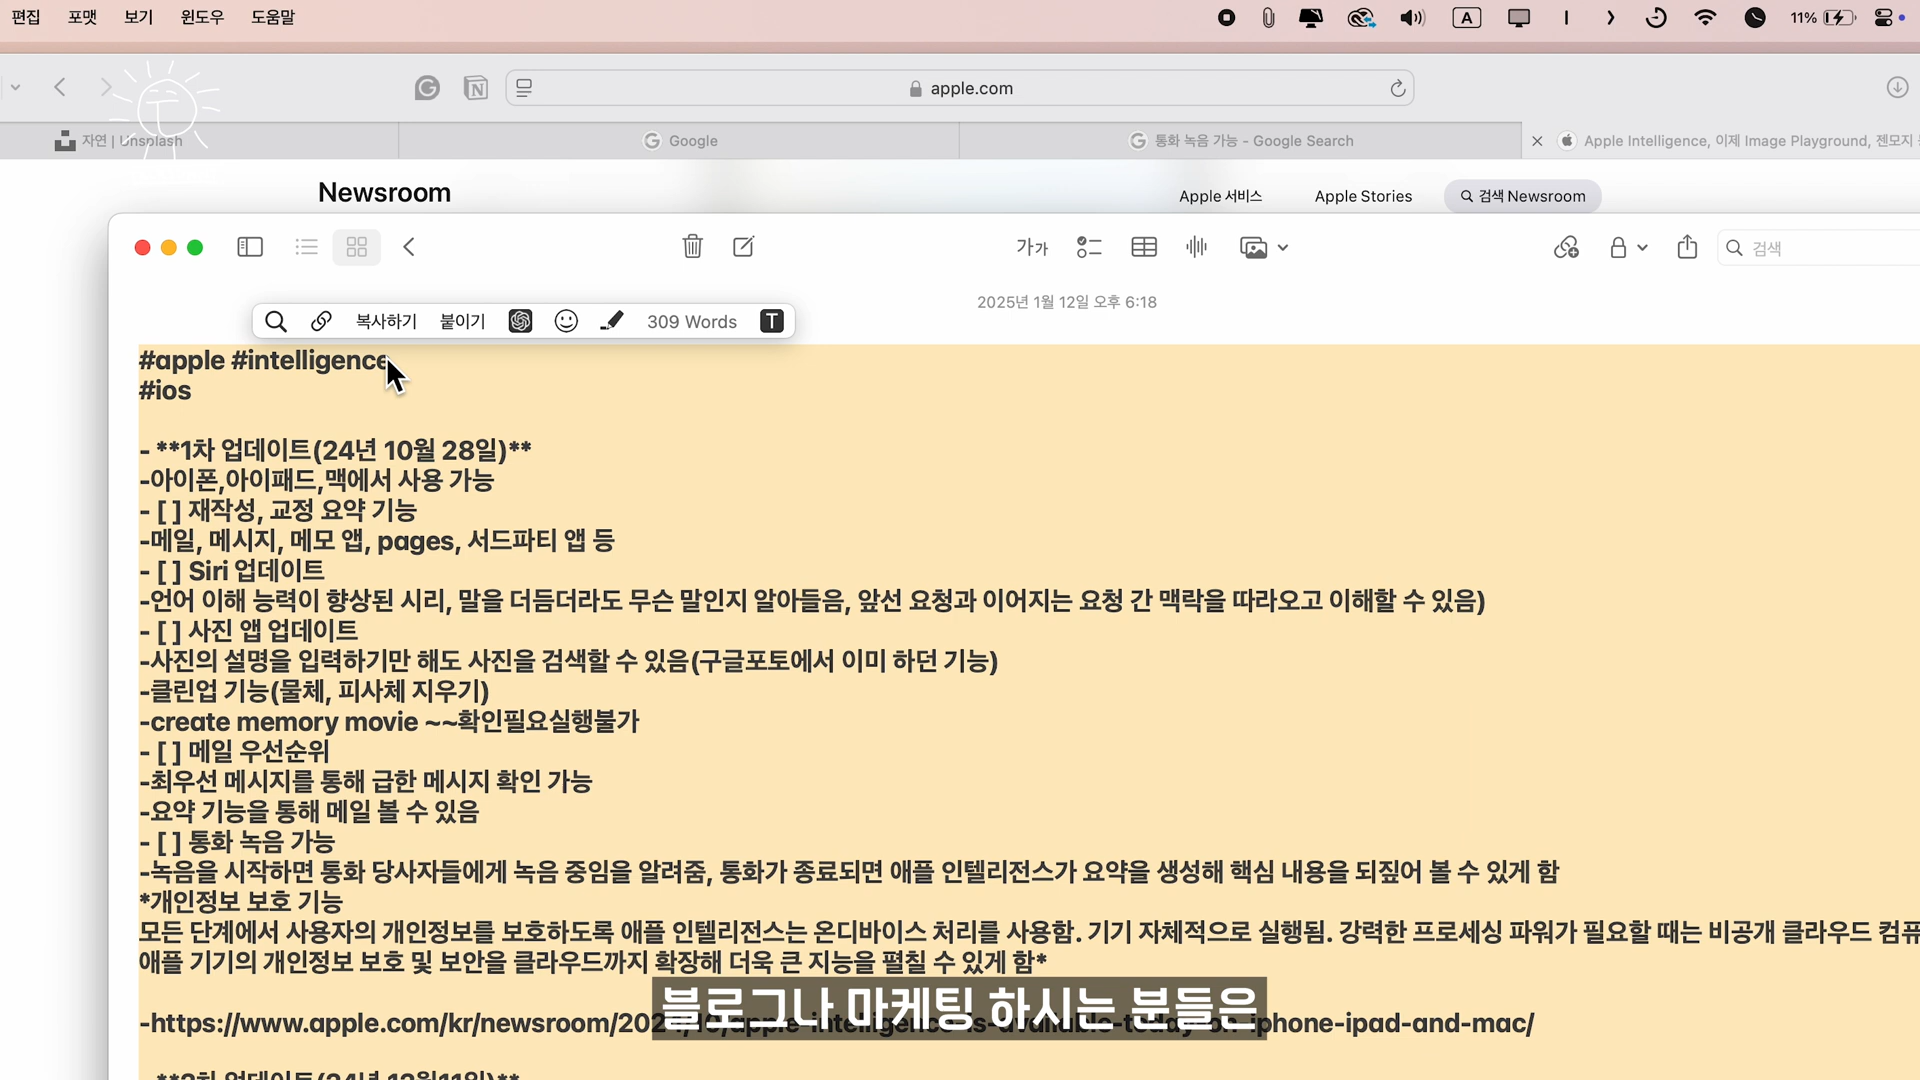 편집 포맷 보기 윈도우 도움말
A 11%
apple.com
자연 | Unsplash
Google
통화 녹음 가능 - Google Search
Apple Intelligence, 이제 Image Playground, 젠모지
Newsroom
Apple 서비스 Apple Stories 검색 Newsroom
가가
검색
2025년 1월 12일 오후 6:18
복사하기 붙이기 309 Words T
#apple #intelligence
#ios
- **1차 업데이트(24년 10월 28일)**
-아이폰,아이패드,맥에서 사용 가능
- [ ] 재작성, 교정 요약 기능
-메일, 메시지, 메모 앱, pages, 서드파티 앱 등
- [ ] Siri 업데이트
-언어 이해 능력이 향상된 시리, 말을 더듬더라도 무슨 말인지 알아들음, 앞선 요청과 이어지는 요청 간 맥락을 따라오고 이해할 수 있음)
- [ ] 사진 앱 업데이트
-사진의 설명을 입력하기만 해도 사진을 검색할 수 있음(구글포토에서 이미 하던 기능)
-클린업 기능(물체, 피사체 지우기)
-create memory movie ~~확인필요실행불가
- [ ] 메일 우선순위
-최우선 메시지를 통해 급한 메시지 확인 가능
-요약 기능을 통해 메일 볼 수 있음
- [ ] 통화 녹음 가능
-녹음을 시작하면 통화 당사자들에게 녹음 중임을 알려줌, 통화가 종료되면 애플 인텔리전스가 요약을 생성해 핵심 내용을 되짚어 볼 수 있게 함
*개인정보 보호 기능
모든 단계에서 사용자의 개인정보를 보호하도록 애플 인텔리전스는 온디바이스 처리를 사용함. 기기 자체적으로 실행됨. 강력한 프로세싱 파워가 필요할 때는 비공개 클라우드 컴퓨
애플 기기의 개인정보 보호 및 보안을 클라우드까지 확장해 더욱 큰 지능을 펼칠 수 있게 함*
블로그나 마케팅 하시는 분들은
-https://www.apple.com/kr/newsroom/2024/10/apple-intelligence-is-available-today-on-iphone-ipad-and-mac/